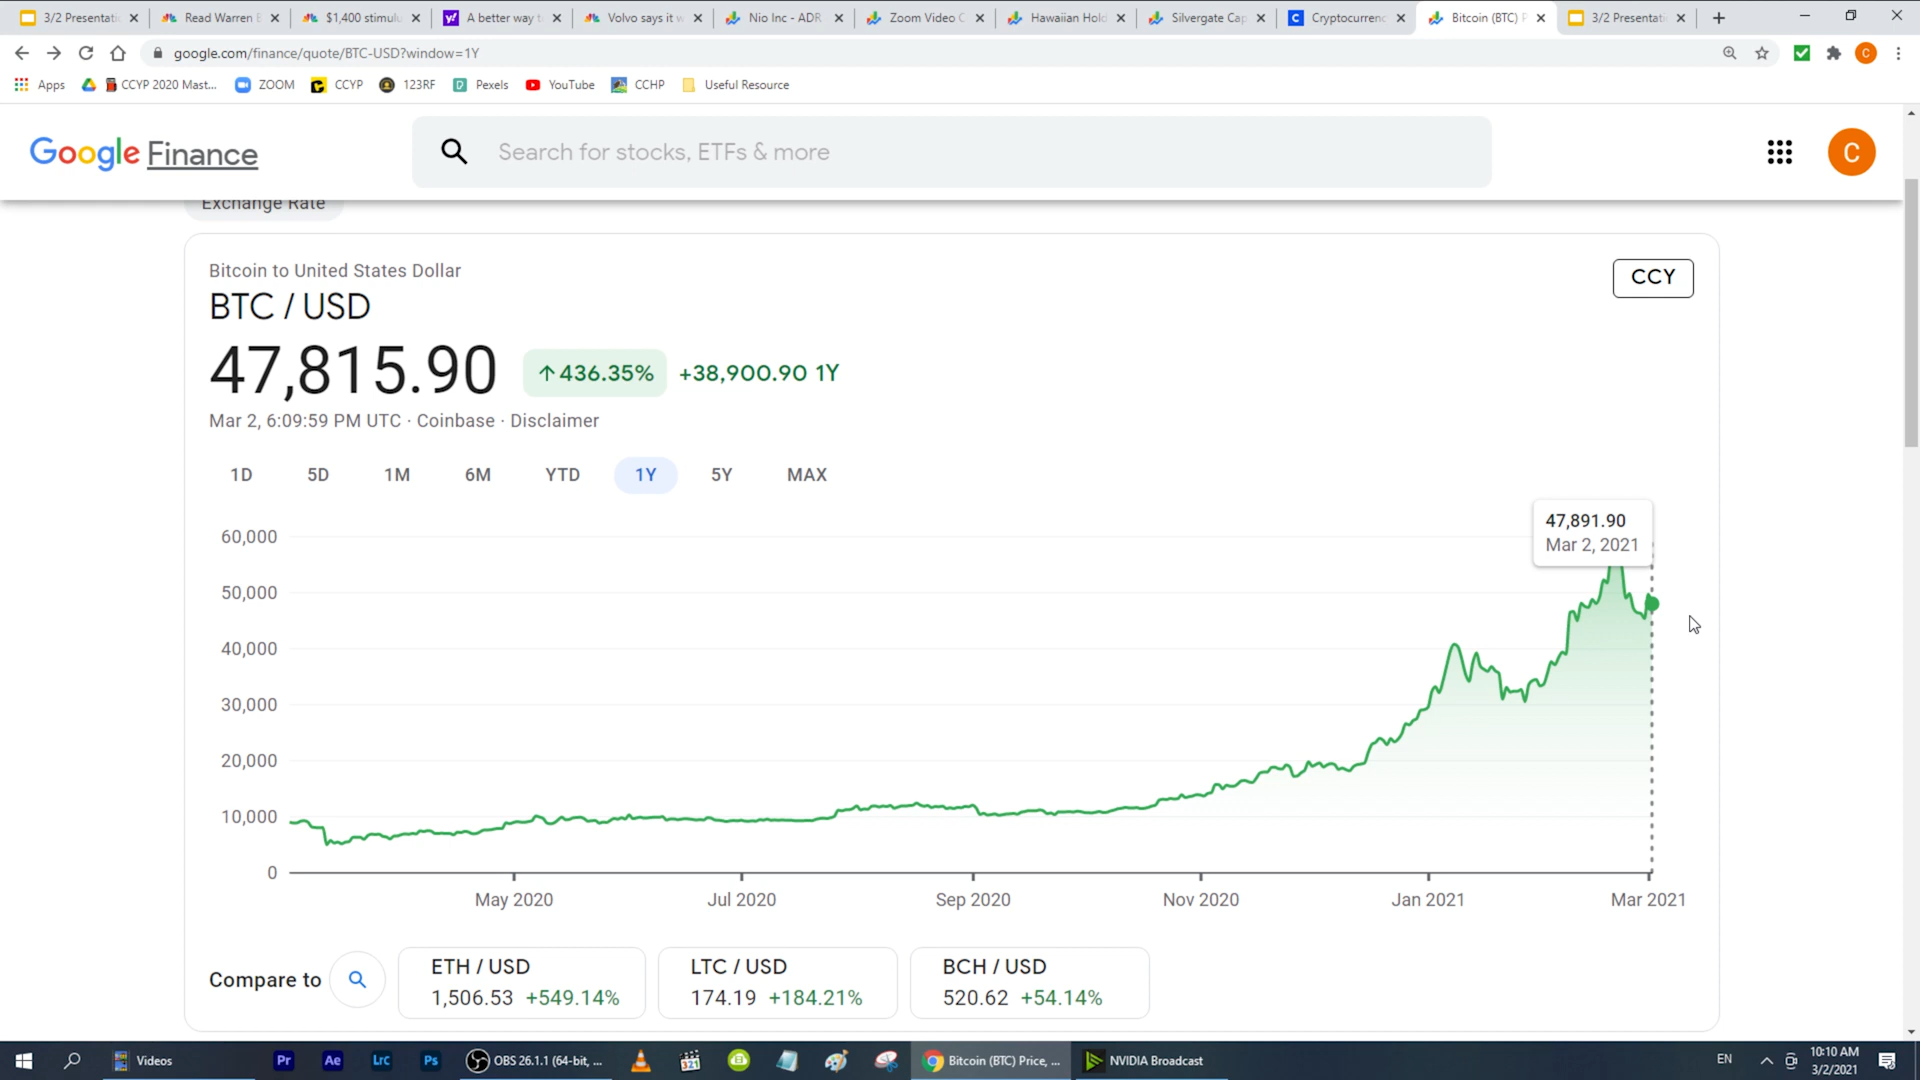 3/2 Presentati
Read Warren B
$1,400 stimulu
A better way t
Volvo says it w
Nio Inc - ADR
Zoom Video C
Hawaiian Hold
Silvergate Cap
Cryptocurrenc
Bitcoin (BTC) P
3/2 Presentati
google.com/finance/quote/BTC-USD?window=1Y
C
Apps
CCYP 2020 Mast...
ZOOM
CCYP
123RF
Pexels
YouTube
CCHP
Useful Resource
Google Finance
Search for stocks, ETFs & more
C
Exchange Rate
Bitcoin to United States Dollar
CCY
BTC / USD
47,815.90 ↑436.35% +38,900.90 1Y
Mar 2, 6:09:59 PM UTC · Coinbase · Disclaimer
1D 5D 1M 6M YTD 1Y 5Y MAX
47,891.90
Mar 2, 2021
60,000
50,000
40,000
30,000
20,000
10,000
0
May 2020 Jul 2020 Sep 2020 Nov 2020 Jan 2021 Mar 2021
Compare to
ETH / USD
1,506.53 +549.14%
LTC / USD
174.19 +184.21%
BCH / USD
520.62 +54.14%
Videos
Pr
Ae
Lrc
Ps
OBS 26.1.1 (64-bit, ...
321
Bitcoin (BTC) Price, ...
NVIDIA Broadcast
EN
10:10 AM
3/2/2021